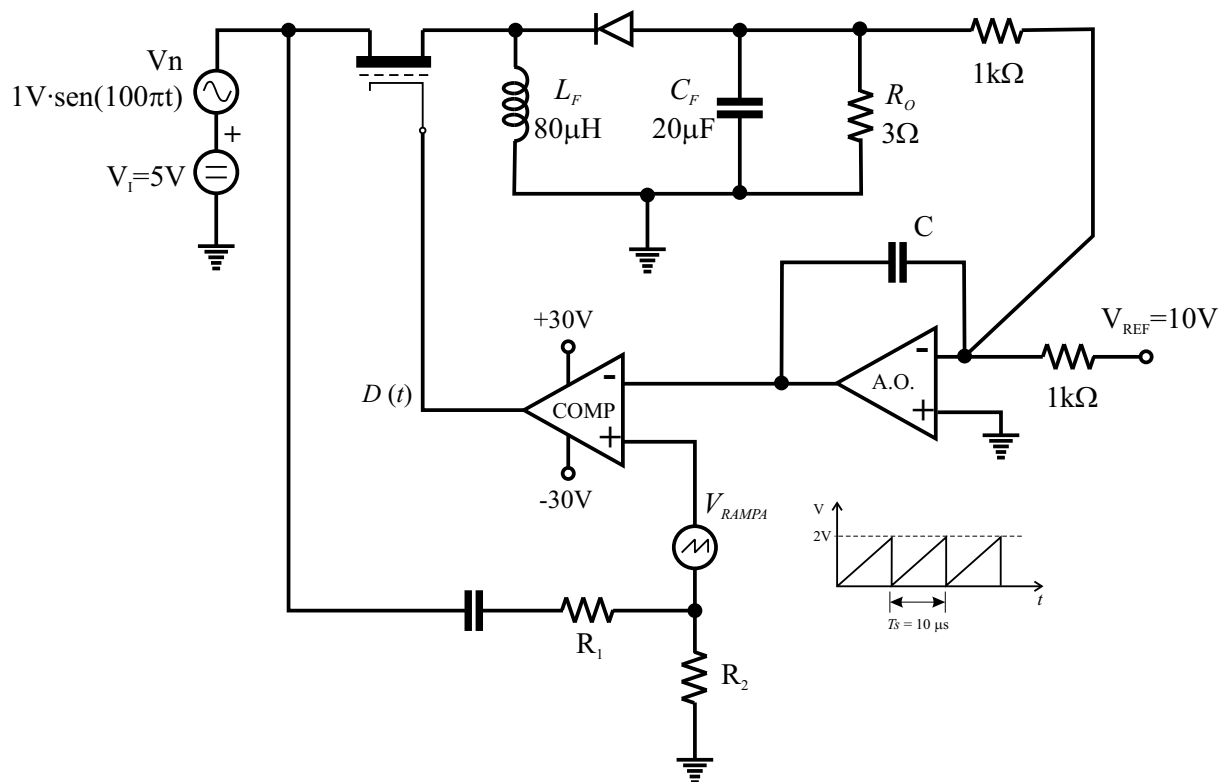 Vn
1V·sen(100πt)
+
V_I=5V
L_F
80μH
C_F
20μF
R_O
3Ω
1kΩ
C
V_REF=10V
1kΩ
-
A.O.
+
+30V
-
COMP
+
-30V
D (t)
V_RAMPA
V
2V
t
Ts = 10 μs
R_1
R_2